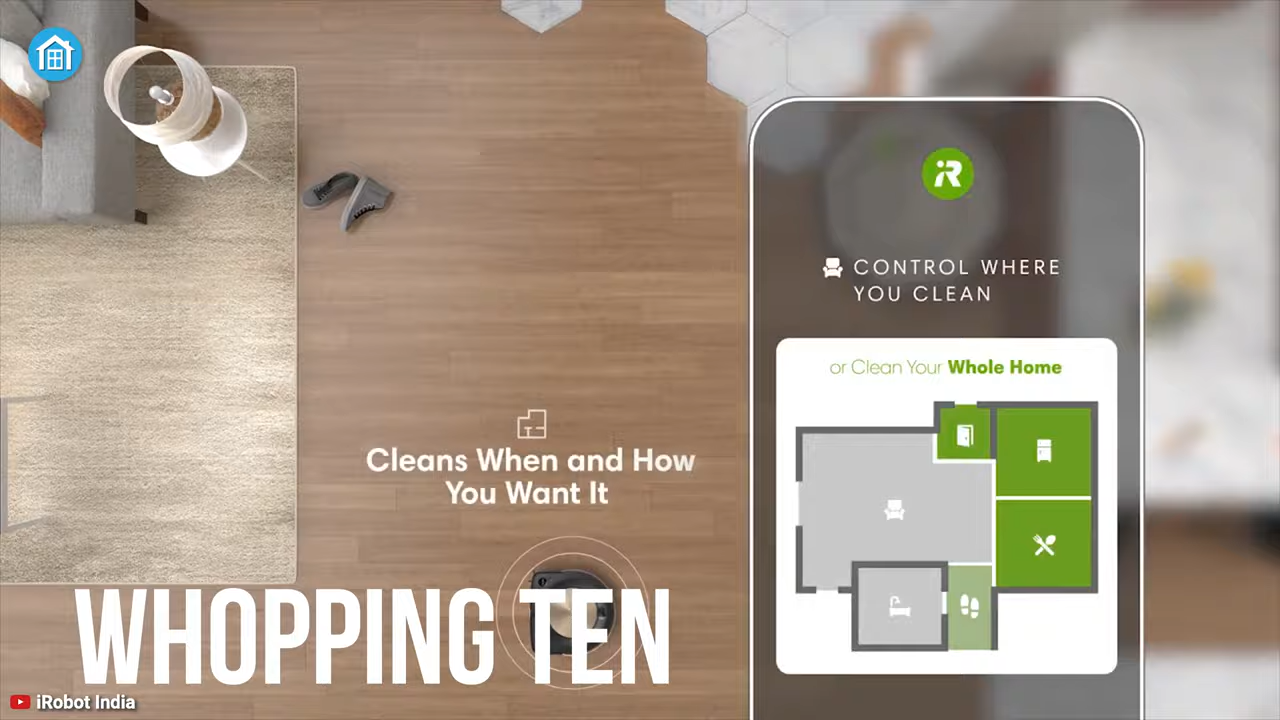 iR
CONTROL WHERE
YOU CLEAN
or Clean Your Whole Home
Cleans When and How
You Want It
WHOPPING TEN
iRobot India